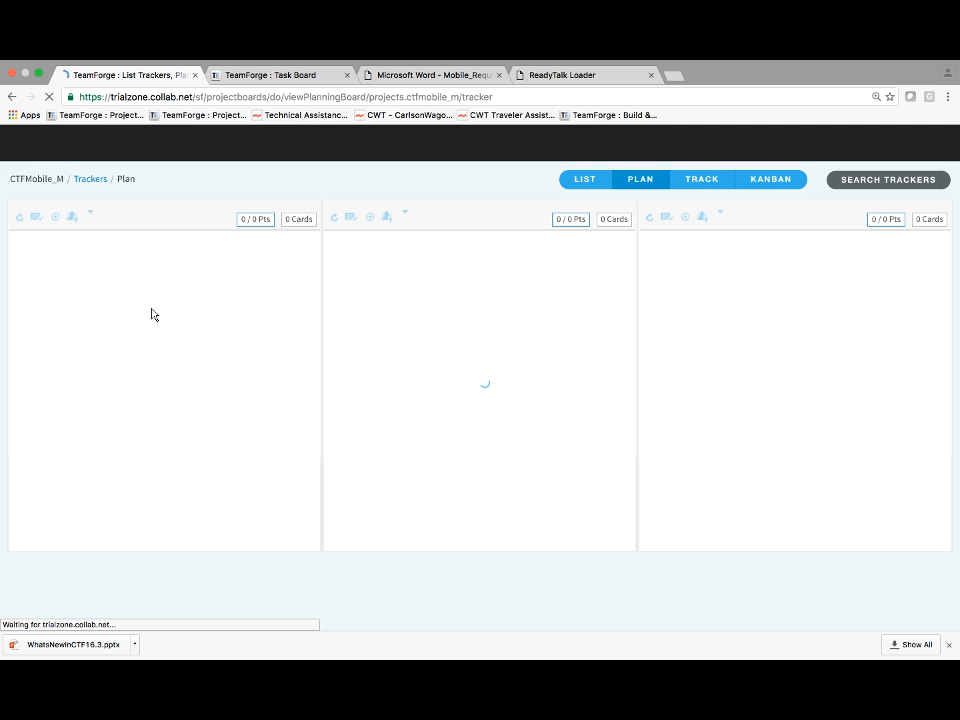 TeamForge : List Trackers, Pla
TeamForge : Task Board
Microsoft Word - Mobile_Requi
ReadyTalk Loader
https://trialzone.collab.net/sf/projectboards/do/viewPlanningBoard/projects.ctfmobile_m/tracker
Apps
TeamForge : Project...
TeamForge : Project...
Technical Assistanc...
CWT - CarlsonWago...
CWT Traveler Assist...
TeamForge : Build &...
CTFMobile_M / Trackers / Plan
LIST
PLAN
TRACK
KANBAN
SEARCH TRACKERS
0 / 0 Pts
0 Cards
0 / 0 Pts
0 Cards
0 / 0 Pts
0 Cards
Waiting for trialzone.collab.net...
WhatsNewInCTF16.3.pptx
Show All